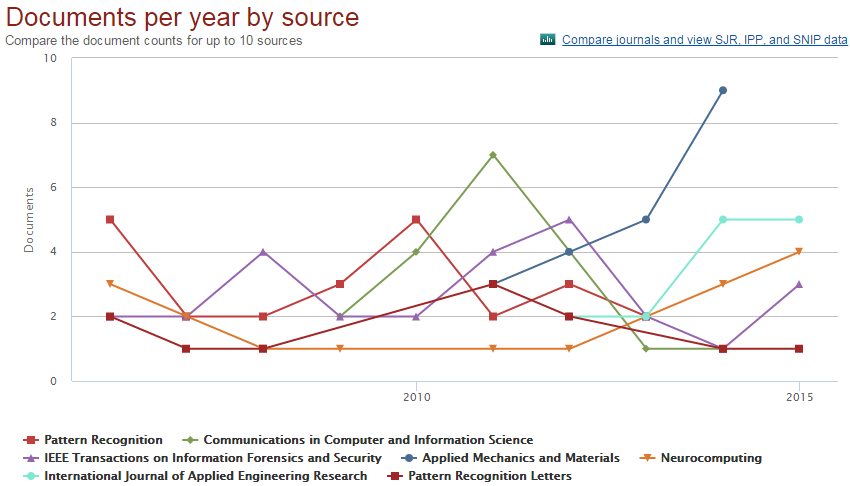 Documents per year by source
Compare the document counts for up to 10 sources
Compare journals and view SJR, IPP, and SNIP data
10
8
6
4
2
0
Documents
2010 2015
Pattern Recognition Communications in Computer and Information Science
IEEE Transactions on Information Forensics and Security Applied Mechanics and Materials Neurocomputing
International Journal of Applied Engineering Research Pattern Recognition Letters